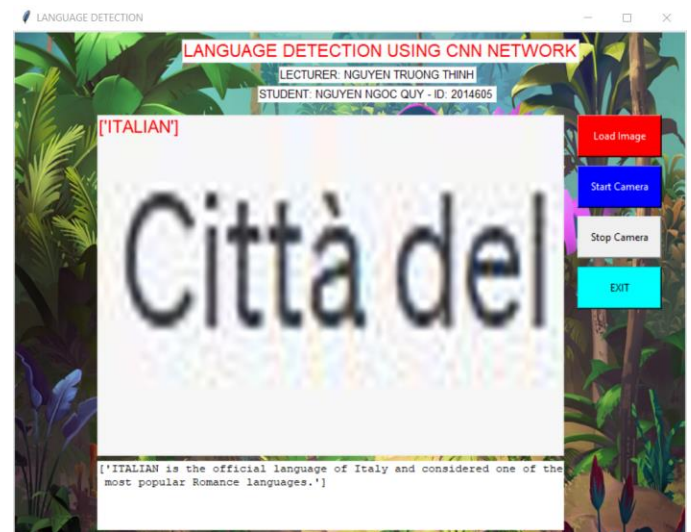 LANGUAGE DETECTION
LANGUAGE DETECTION USING CNN NETWORK
LECTURER: NGUYEN TRUONG THINH
STUDENT: NGUYEN NGOC QUY - ID: 2014605
['ITALIAN']
Città del
Load Image
Start Camera
Stop Camera
EXIT
['ITALIAN is the official language of Italy and considered one of the
most popular Romance languages.']